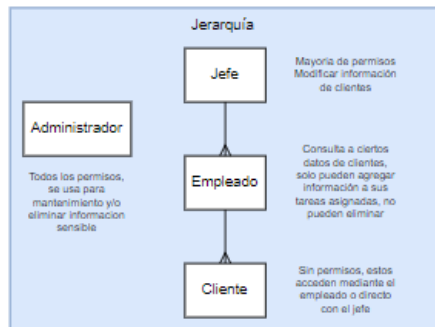 Jerarquía
Jefe
Mayoria de permisos
Modificar información
de clientes
Administrador
Todos los permisos,
se usa para
mantenimiento y/o
eliminar informacion
sensible
Empleado
Consulta a ciertos
datos de clientes,
solo pueden agregar
información a sus
tareas asignadas, no
pueden eliminar
Cliente
Sin permisos, estos
acceden mediante el
empleado o directo
con el jefe